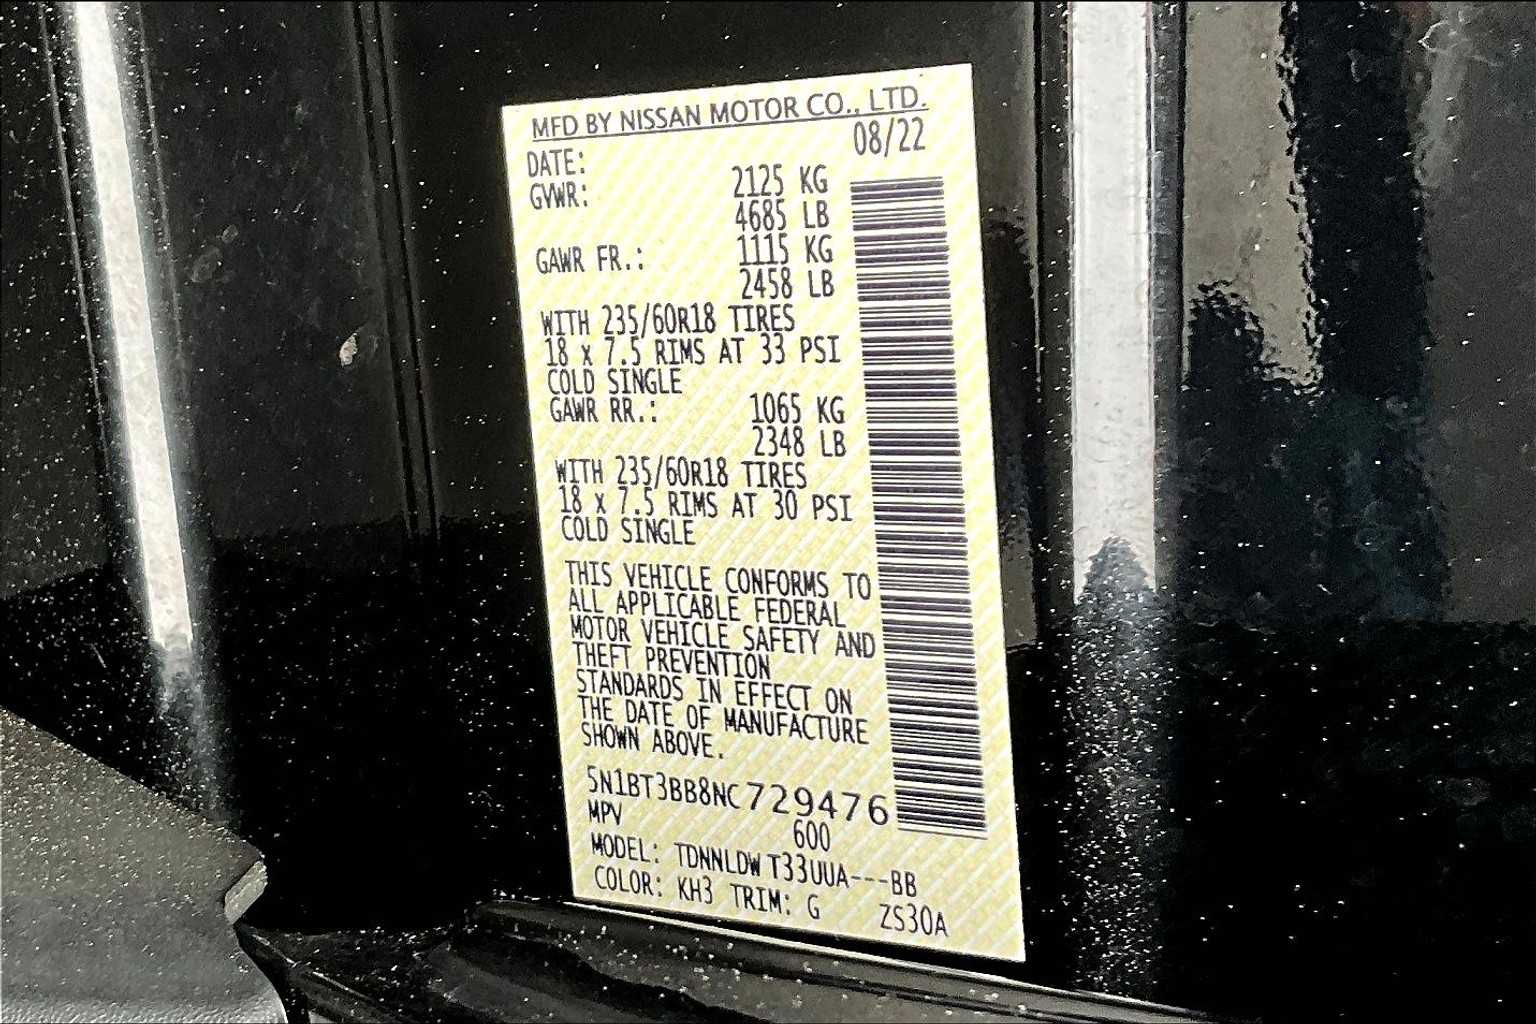 MFD BY NISSAN MOTOR CO., LTD.
DATE: 08/22
GVWR: 2125 KG
4685 LB
GAWR FR.: 1115 KG
2458 LB
WITH 235/60R18 TIRES
18 x 7.5 RIMS AT 33 PSI
COLD SINGLE
GAWR RR.: 1065 KG
2348 LB
WITH 235/60R18 TIRES
18 x 7.5 RIMS AT 30 PSI
COLD SINGLE
THIS VEHICLE CONFORMS TO
ALL APPLICABLE FEDERAL
MOTOR VEHICLE SAFETY AND
THEFT PREVENTION
STANDARDS IN EFFECT ON
THE DATE OF MANUFACTURE
SHOWN ABOVE.
5N1BT3BB8NC729476
MPV 600
MODEL: TDNNLDW T33UUA---BB
COLOR: KH3 TRIM: G ZS30A